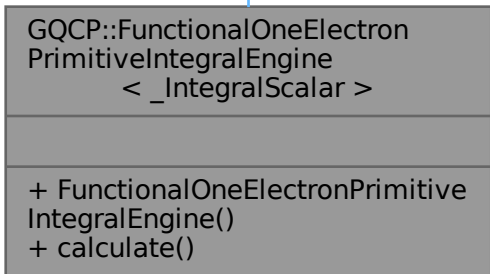 GQCP::FunctionalOneElectron
PrimitiveIntegralEngine
< _IntegralScalar >
+ FunctionalOneElectronPrimitive
IntegralEngine()
+ calculate()